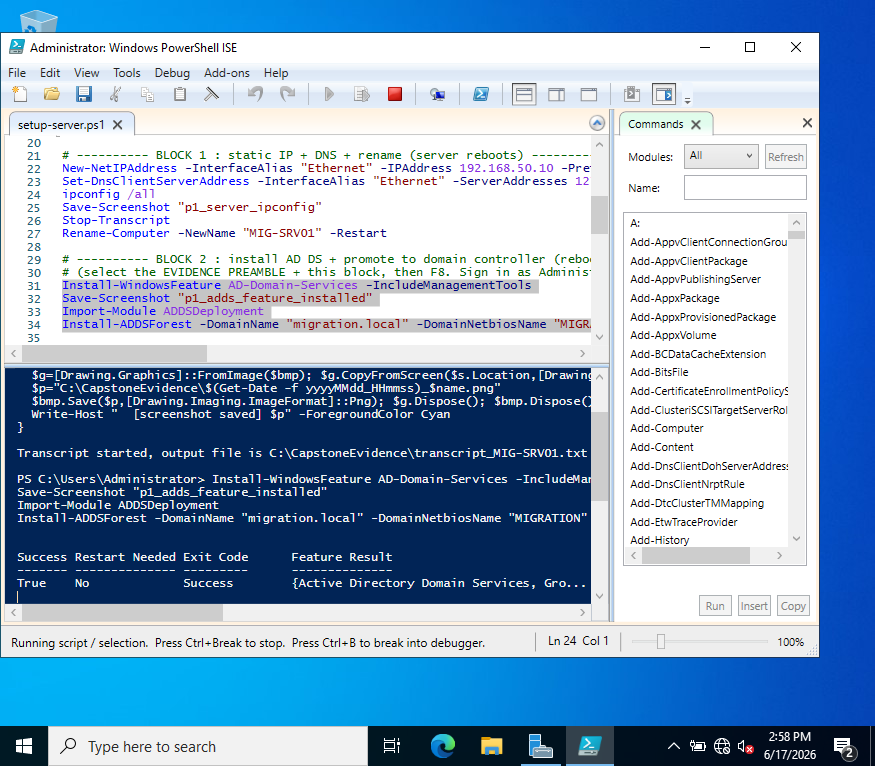 Administrator: Windows PowerShell ISE
File Edit View Tools Debug Add-ons Help
setup-server.ps1
20
21 # ---------- BLOCK 1 : static IP + DNS + rename (server reboots) --------
22 New-NetIPAddress -InterfaceAlias "Ethernet" -IPAddress 192.168.50.10 -Pre
23 Set-DnsClientServerAddress -InterfaceAlias "Ethernet" -ServerAddresses 12
24 ipconfig /all
25 Save-Screenshot "p1_server_ipconfig"
26 Stop-Transcript
27 Rename-Computer -NewName "MIG-SRV01" -Restart
28
29 # ---------- BLOCK 2 : install AD DS + promote to domain controller (rebo
30 # (select the EVIDENCE PREAMBLE + this block, then F8. Sign in as Adminis
31 Install-WindowsFeature AD-Domain-Services -IncludeManagementTools
32 Save-Screenshot "p1_adds_feature_installed"
33 Import-Module ADDSDeployment
34 Install-ADDSForest -DomainName "migration.local" -DomainNetbiosName "MIGR
35
$g=[Drawing.Graphics]::FromImage($bmp); $g.CopyFromScreen($s.Location,[Drawing
$p="C:\CapstoneEvidence\$(Get-Date -f yyyyMMdd_HHmmss)_$name.png"
$bmp.Save($p,[Drawing.Imaging.ImageFormat]::Png); $g.Dispose(); $bmp.Dispose()
Write-Host " [screenshot saved] $p" -ForegroundColor Cyan
}
Transcript started, output file is C:\CapstoneEvidence\transcript_MIG-SRV01.txt
PS C:\Users\Administrator> Install-WindowsFeature AD-Domain-Services -IncludeMan
Save-Screenshot "p1_adds_feature_installed"
Import-Module ADDSDeployment
Install-ADDSForest -DomainName "migration.local" -DomainNetbiosName "MIGRATION"
Success Restart Needed Exit Code Feature Result
------- -------------- --------- --------------
True No Success {Active Directory Domain Services, Gro...
Running script / selection. Press Ctrl+Break to stop. Press Ctrl+B to break into debugger.
Ln 24 Col 1
100%
Commands
Modules: All Refresh
Name:
A:
Add-AppvClientConnectionGrou
Add-AppvClientPackage
Add-AppvPublishingServer
Add-AppxPackage
Add-AppxProvisionedPackage
Add-AppxVolume
Add-BCDataCacheExtension
Add-BitsFile
Add-CertificateEnrollmentPolicyS
Add-ClusteriSCSITargetServerRol
Add-Computer
Add-Content
Add-DnsClientDohServerAddress
Add-DnsClientNrptRule
Add-DtcClusterTMMapping
Add-EtwTraceProvider
Add-History
Run Insert Copy
Type here to search
2:58 PM
6/17/2026
2